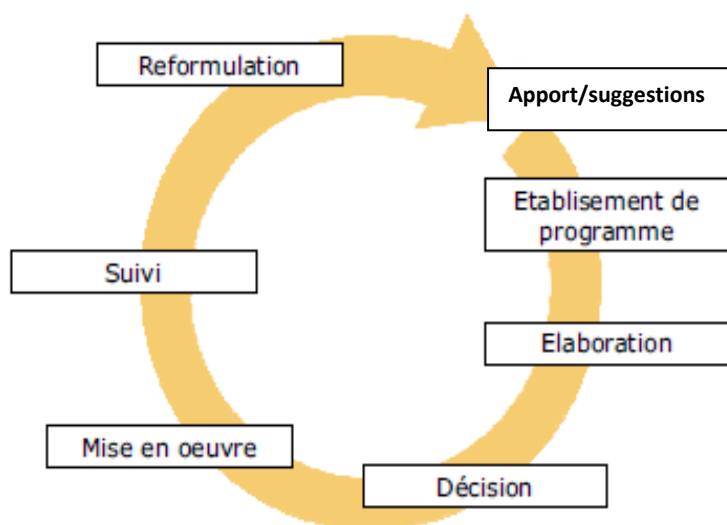 Reformulation
Apport/suggestions
Etablisement de
programme
Suivi
Elaboration
Mise en oeuvre
Décision